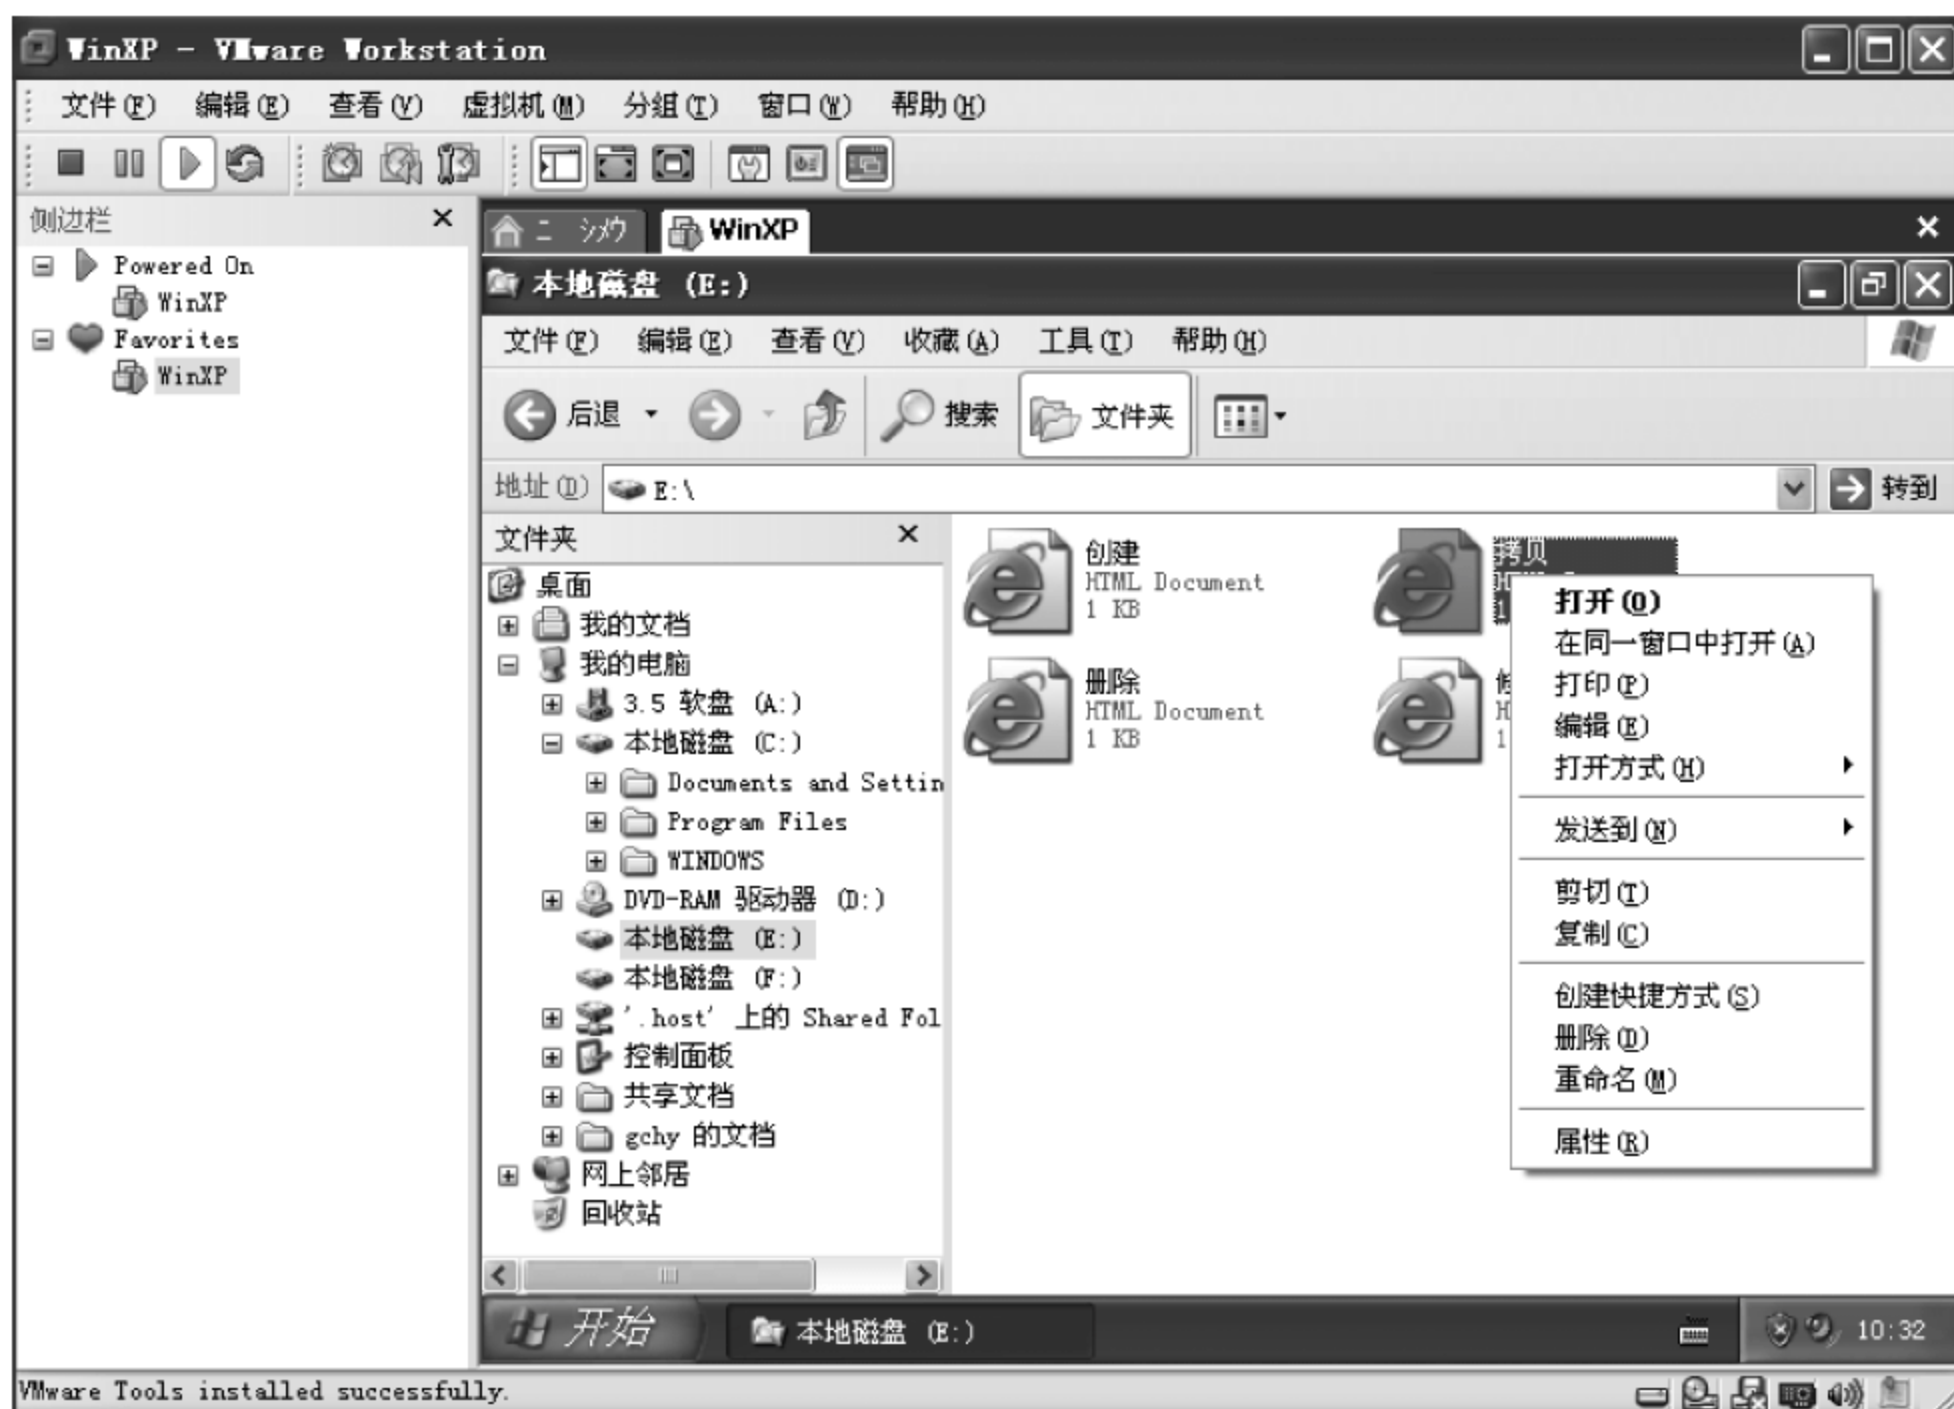 WinXP - VMware Workstation
文件(F) 编辑(E) 查看(V) 虚拟机(M) 分组(T) 窗口(W) 帮助(H)
侧边栏
Powered On
WinXP
Favorites
WinXP
ニ シメウ WinXP
本地磁盘 (E:)
文件(F) 编辑(E) 查看(V) 收藏(A) 工具(T) 帮助(H)
后退 搜索 文件夹
地址(D) E:\ 转到
文件夹
桌面
我的文档
我的电脑
3.5 软盘 (A:)
本地磁盘 (C:)
Documents and Settin
Program Files
WINDOWS
DVD-RAM 驱动器 (D:)
本地磁盘 (E:)
本地磁盘 (F:)
'.host' 上的 Shared Fol
控制面板
共享文档
gchy 的文档
网上邻居
回收站
创建
HTML Document
1 KB
拷贝
1
删除
HTML Document
1 KB
H
1
打开(O)
在同一窗口中打开(A)
打印(P)
编辑(E)
打开方式(H)
发送到(N)
剪切(T)
复制(C)
创建快捷方式(S)
删除(D)
重命名(M)
属性(R)
开始 本地磁盘 (E:) 10:32
VMware Tools installed successfully.